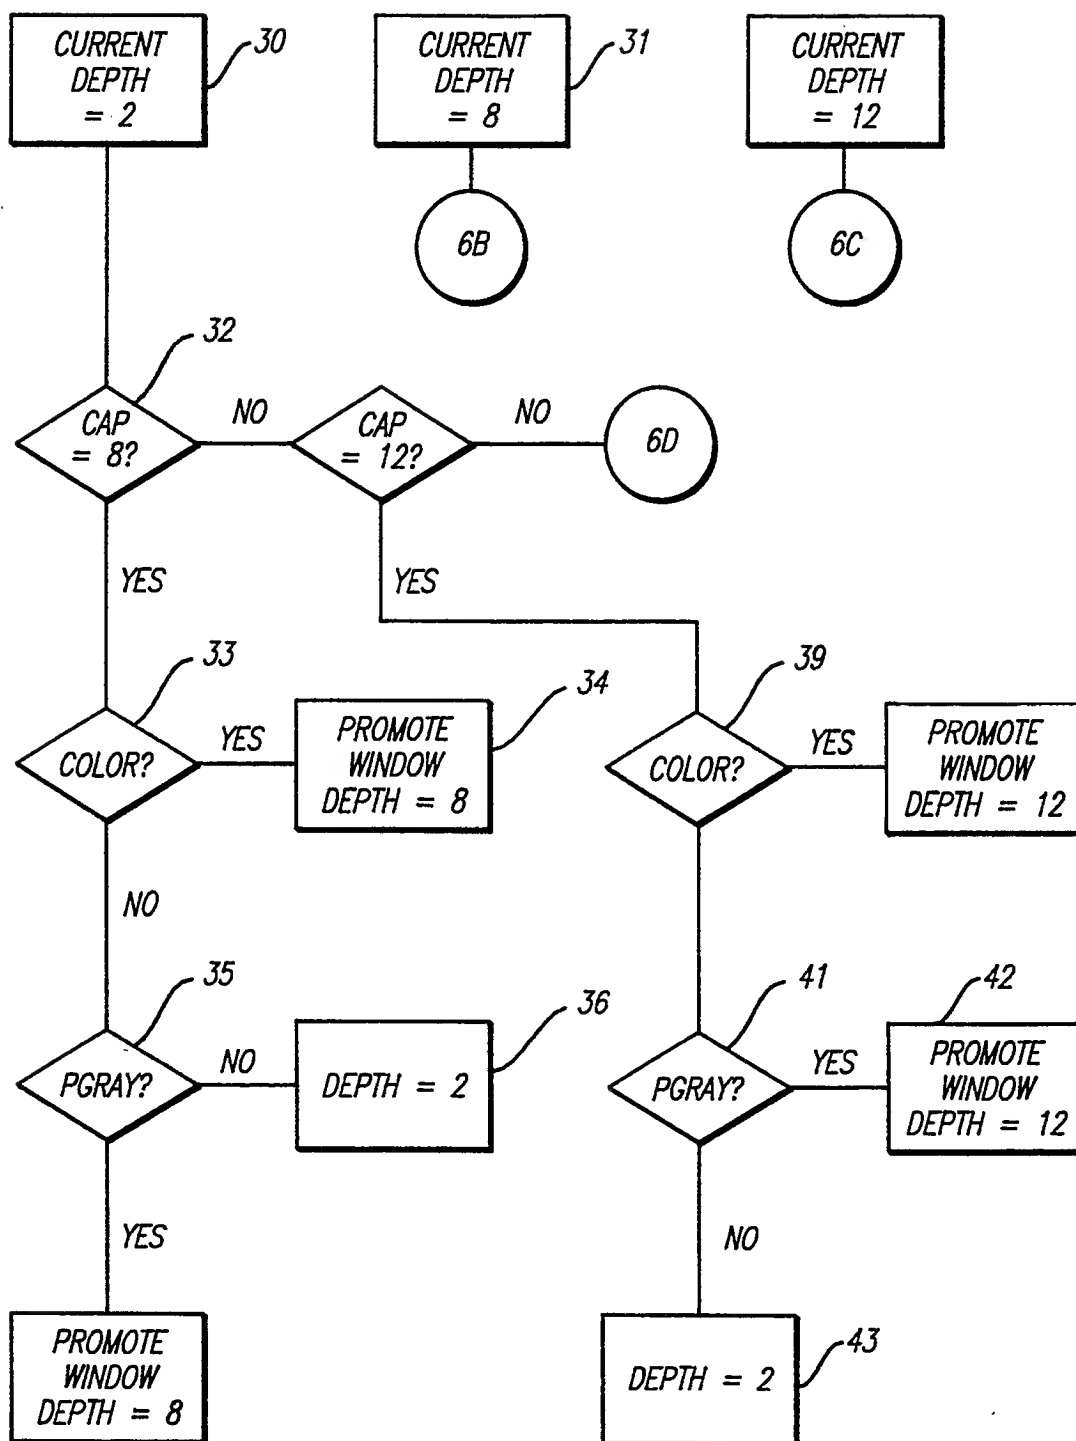 CURRENT
DEPTH
= 2
30
CURRENT
DEPTH
= 8
31
CURRENT
DEPTH
= 12
6B
6C
32
CAP
= 8?
NO
CAP
= 12?
NO
6D
YES
YES
33
COLOR?
YES
PROMOTE
WINDOW
DEPTH = 8
34
39
COLOR?
YES
PROMOTE
WINDOW
DEPTH = 12
NO
35
PGRAY?
NO
DEPTH = 2
36
41
PGRAY?
YES
42
PROMOTE
WINDOW
DEPTH = 12
YES
NO
PROMOTE
WINDOW
DEPTH = 8
DEPTH = 2
43